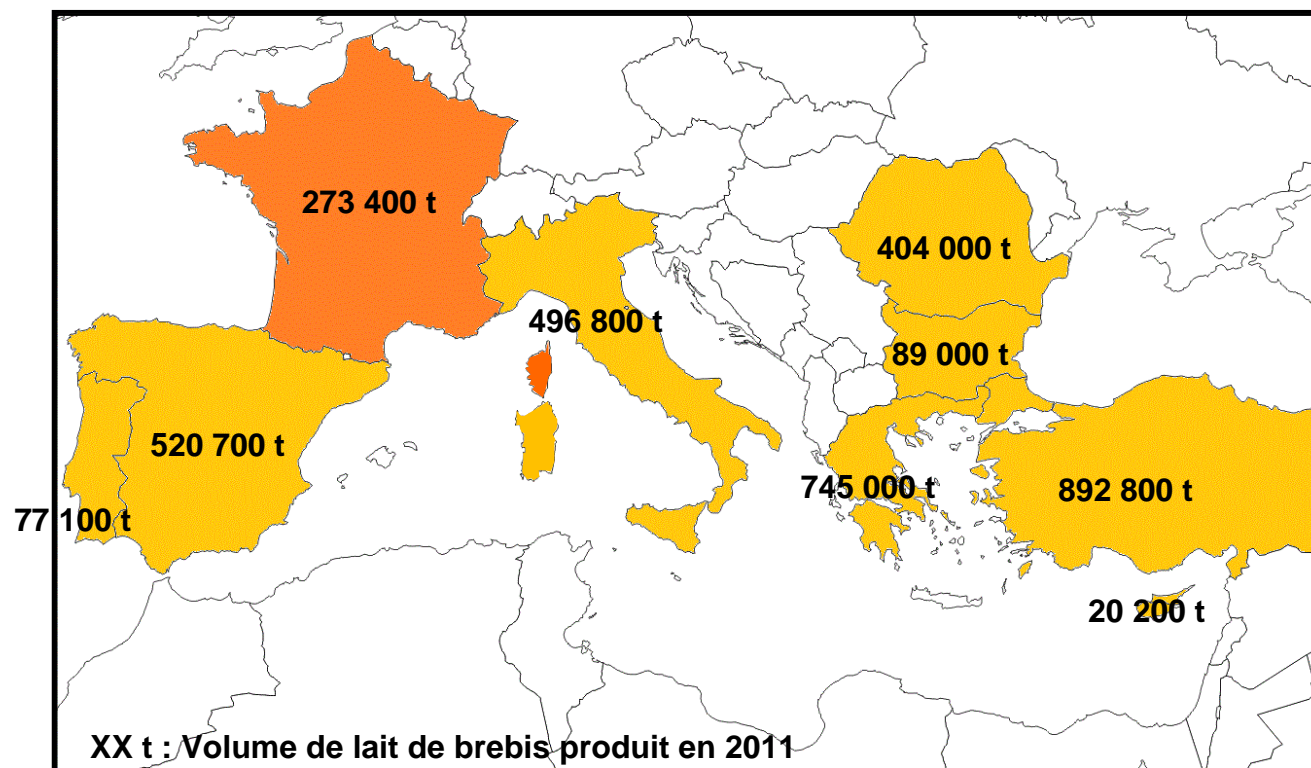 273 400 t
404 000 t
496 800 t
89 000 t
520 700 t
745 000 t
892 800 t
77 100 t
20 200 t
XX t : Volume de lait de brebis produit en 2011